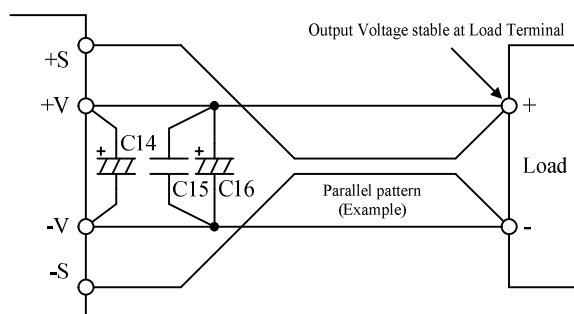 Output Voltage stable at Load Terminal
+S
+V
+
+ C14
+
C15 C16
Load
Parallel pattern
(Example)
-V
-
-S